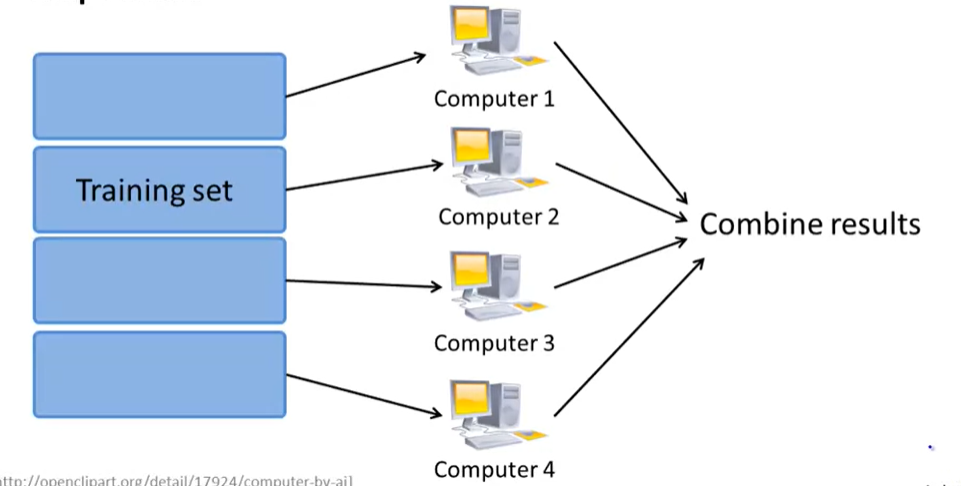 Training set
Computer 1
Computer 2
Computer 3
Computer 4
Combine results
http://openclipart.org/detail/17924/computer-by-aj]